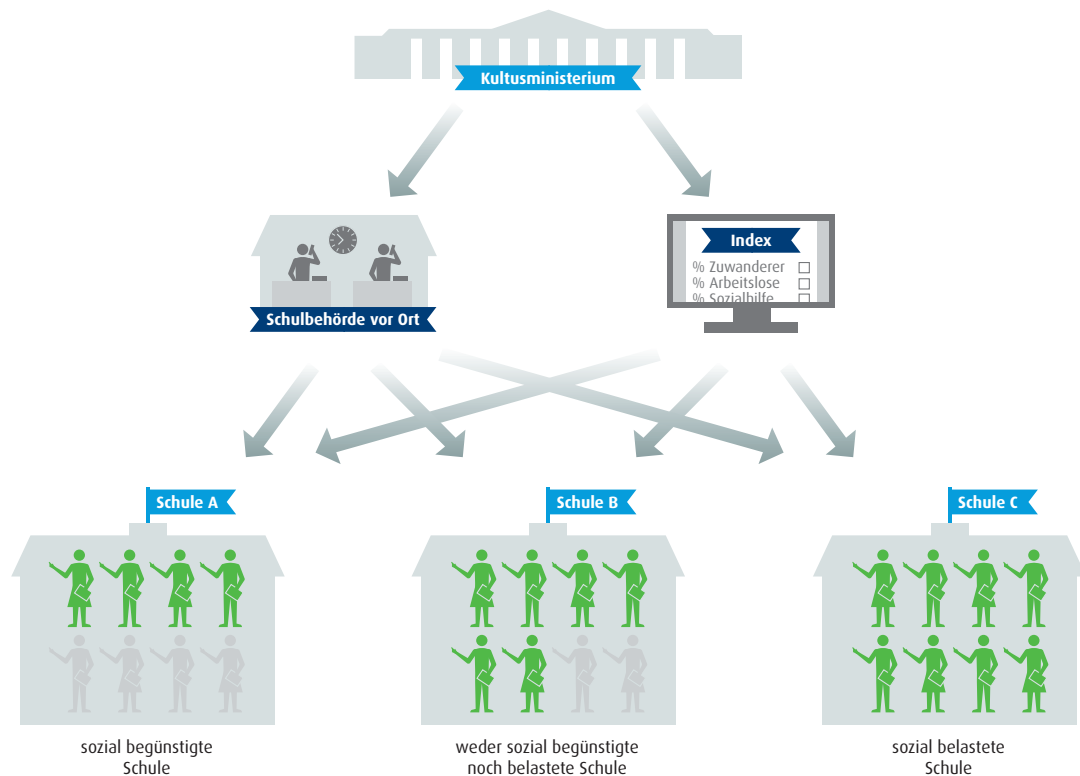 Kultusministerium
Schulbehörde vor Ort
Index
% Zuwanderer
% Arbeitslose
% Sozialhilfe
Schule A
Schule B
Schule C
sozial begünstigte
Schule
weder sozial begünstigte
noch belastete Schule
sozial belastete
Schule